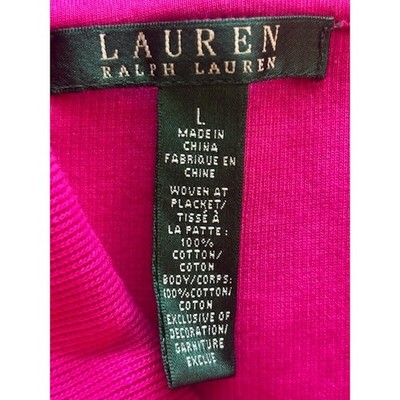 LAUREN
RALPH LAUREN
L
MADE IN
CHINA
FABRIQUE EN
CHINE
WOVEN AT
PLACKET/
TISSÉ À
LA PATTE :
100%
COTTON/
COTON
BODY/CORPS:
100%COTTON/
COTON
EXCLUSIVE OF
DECORATION/
GARNITURE
EXCLUE